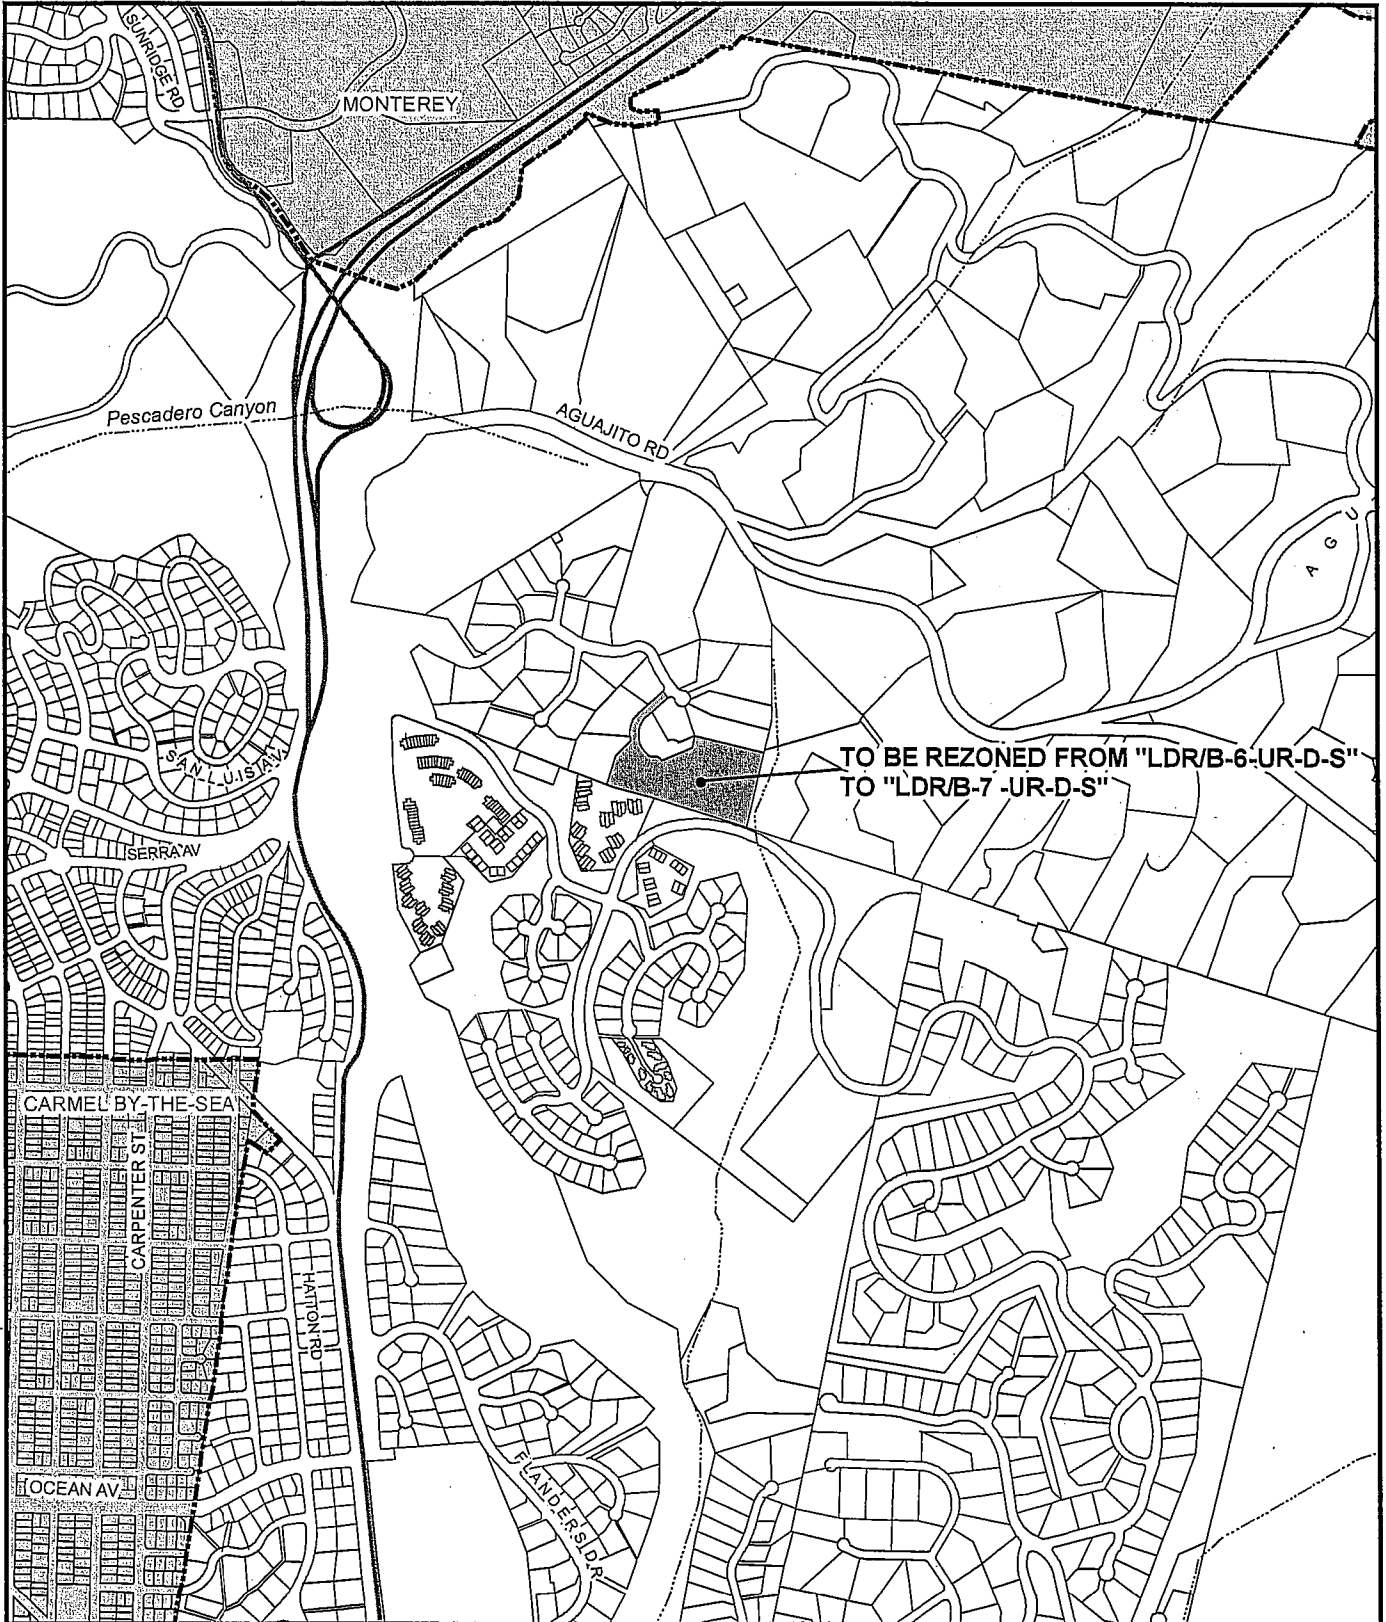 SUNRIDGE RD
MONTEREY
Pescadero Canyon
AGUAJITO RD
A G U
TO BE REZONED FROM "LDR/B-6-UR-D-S"
TO "LDR/B-7 -UR-D-S"
SAN LUIS AV
SERRA AV
CARMEL BY-THE-SEA
CARPENTER ST
HATTON RD
OCEAN AV
FLANDERS DR